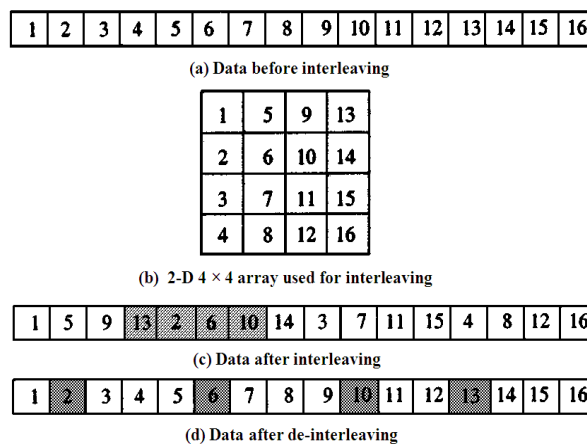 1 2 3 4 5 6 7 8 9 10 11 12 13 14 15 16
(a) Data before interleaving
1 5 9 13
2 6 10 14
3 7 11 15
4 8 12 16
(b) 2-D 4 × 4 array used for interleaving
1 5 9 13 2 6 10 14 3 7 11 15 4 8 12 16
(c) Data after interleaving
1 2 3 4 5 6 7 8 9 10 11 12 13 14 15 16
(d) Data after de-interleaving